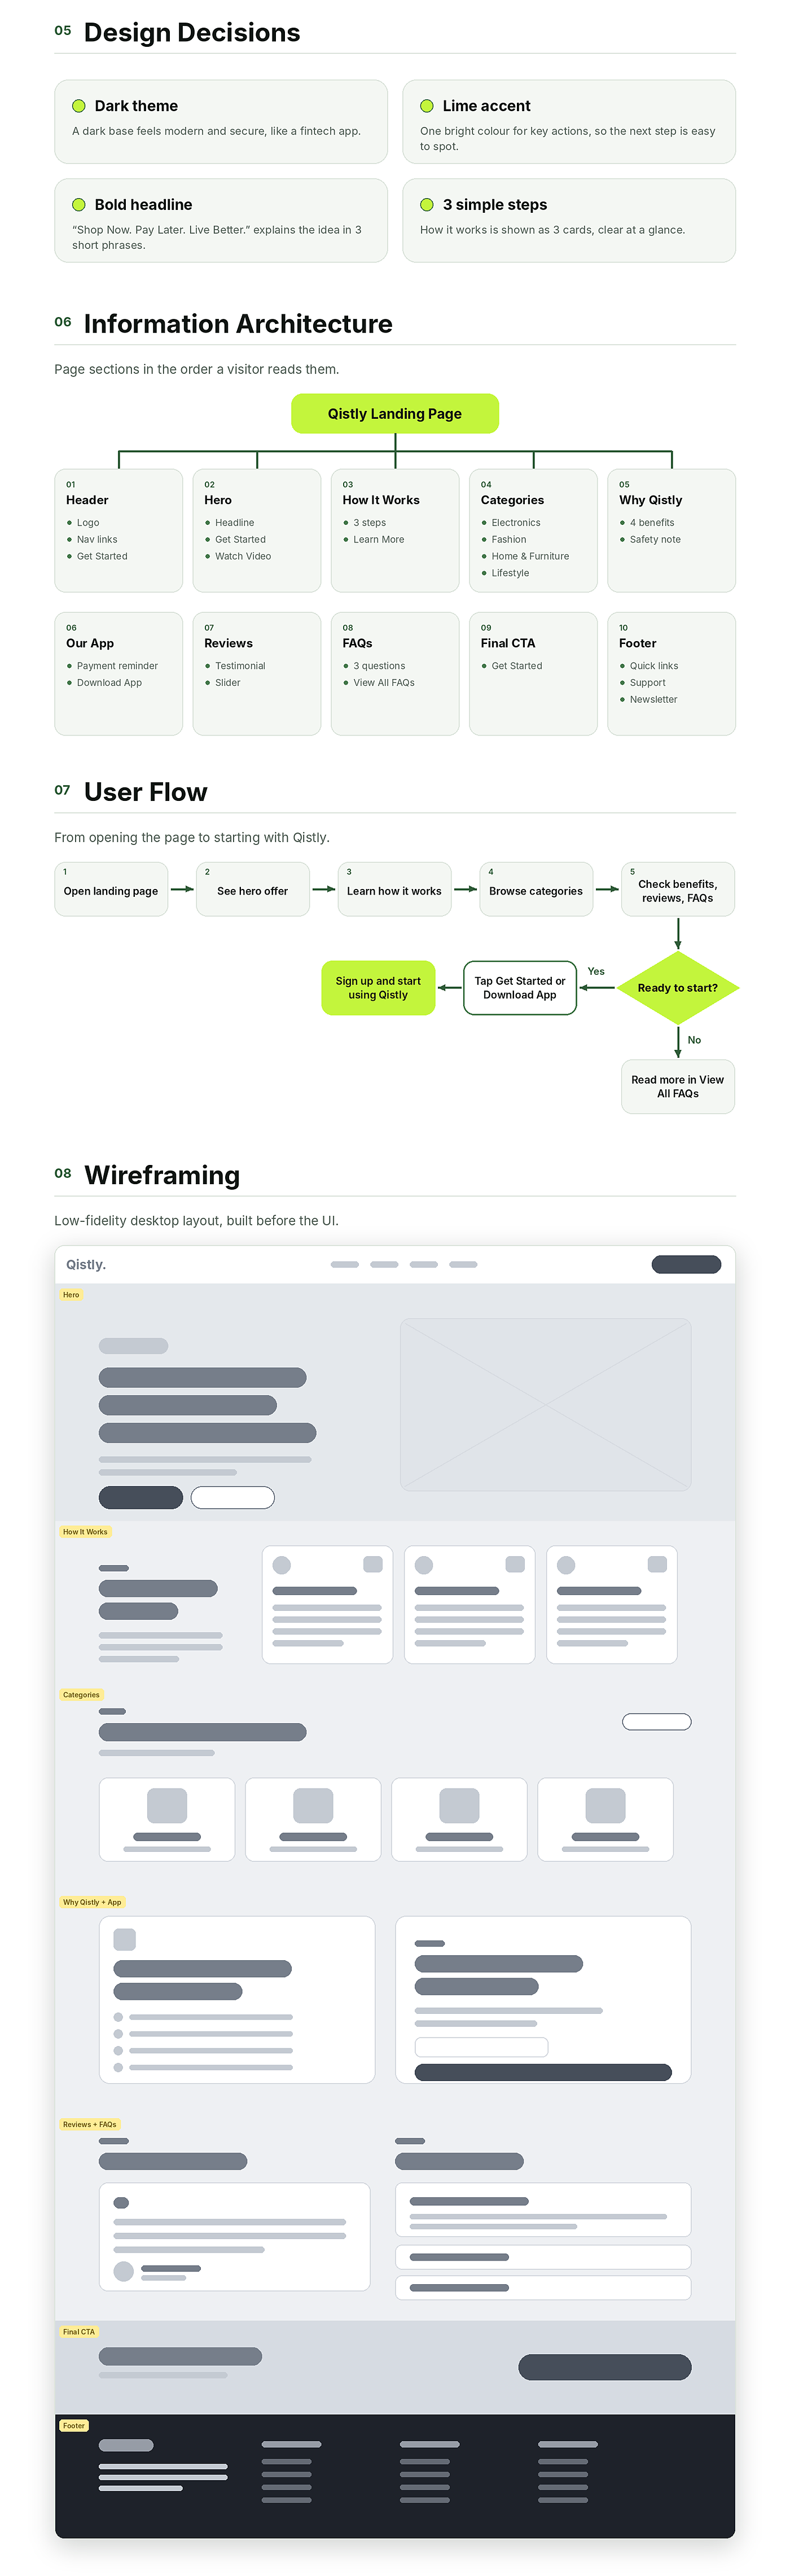 05 Design Decisions
Dark theme
A dark base feels modern and secure, like a fintech app.
Lime accent
One bright colour for key actions, so the next step is easy
to spot.
Bold headline
“Shop Now. Pay Later. Live Better.” explains the idea in 3
short phrases.
3 simple steps
How it works is shown as 3 cards, clear at a glance.
06 Information Architecture
Page sections in the order a visitor reads them.
Qistly Landing Page
01
Header
Logo
Nav links
Get Started
02
Hero
Headline
Get Started
Watch Video
03
How It Works
3 steps
Learn More
04
Categories
Electronics
Fashion
Home & Furniture
Lifestyle
05
Why Qistly
4 benefits
Safety note
06
Our App
Payment reminder
Download App
07
Reviews
Testimonial
Slider
08
FAQs
3 questions
View All FAQs
09
Final CTA
Get Started
10
Footer
Quick links
Support
Newsletter
07 User Flow
From opening the page to starting with Qistly.
1
Open landing page
2
See hero offer
3
Learn how it works
4
Browse categories
5
Check benefits,
reviews, FAQs
Ready to start?
Yes
Tap Get Started or
Download App
Sign up and start
using Qistly
No
Read more in View
All FAQs
08 Wireframing
Low-fidelity desktop layout, built before the UI.
Qistly.
Hero
How It Works
Categories
Why Qistly + App
Reviews + FAQs
Final CTA
Footer